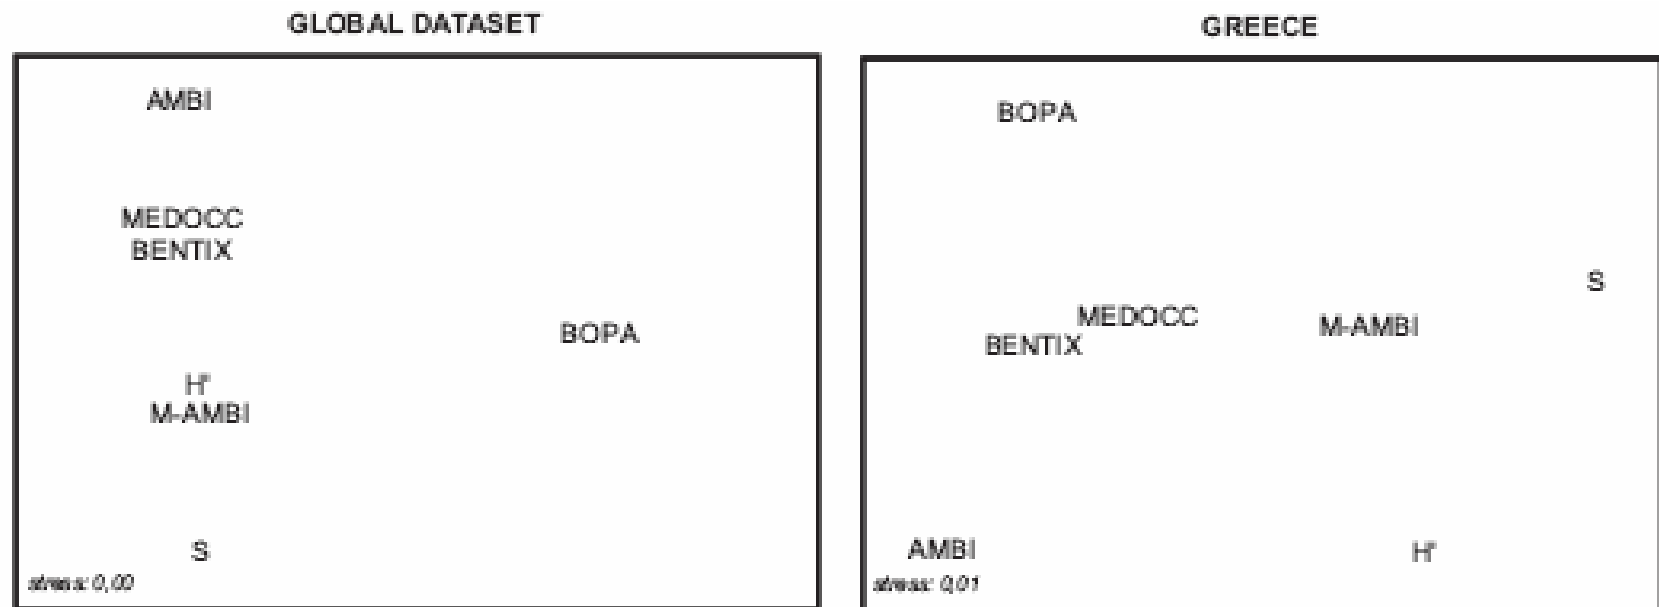 GLOBAL DATASET
AMBI
MEDOCC
BENTIX
BOPA
H'
M-AMBI
S
stress: 0,00
GREECE
BOPA
S
MEDOCC
M-AMBI
BENTIX
AMBI
H'
stress: 0,01